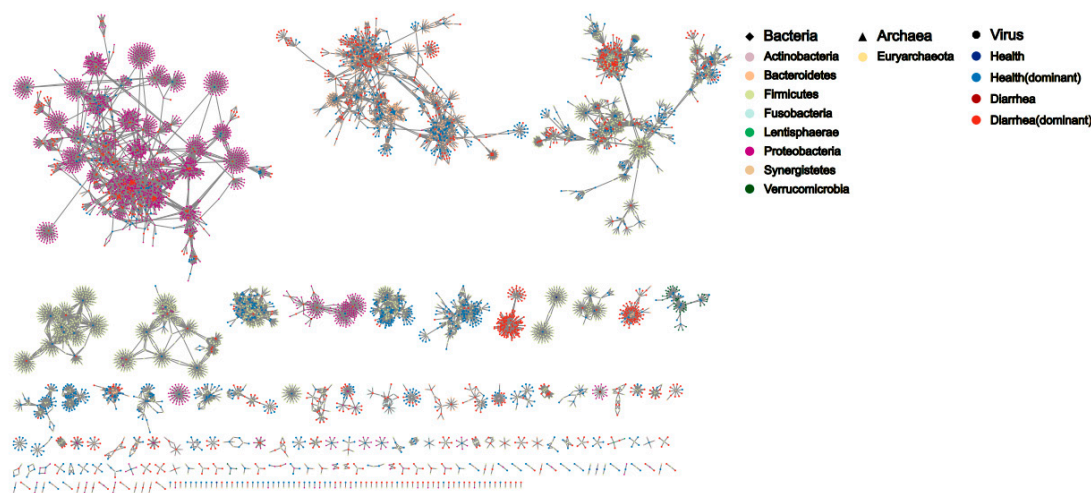 Bacteria
Actinobacteria
Bacteroidetes
Firmicutes
Fusobacteria
Lentisphaerae
Proteobacteria
Synergistetes
Verrucomicrobia
Archaea
Euryarchaeota
Virus
Health
Health(dominant)
Diarrhea
Diarrhea(dominant)